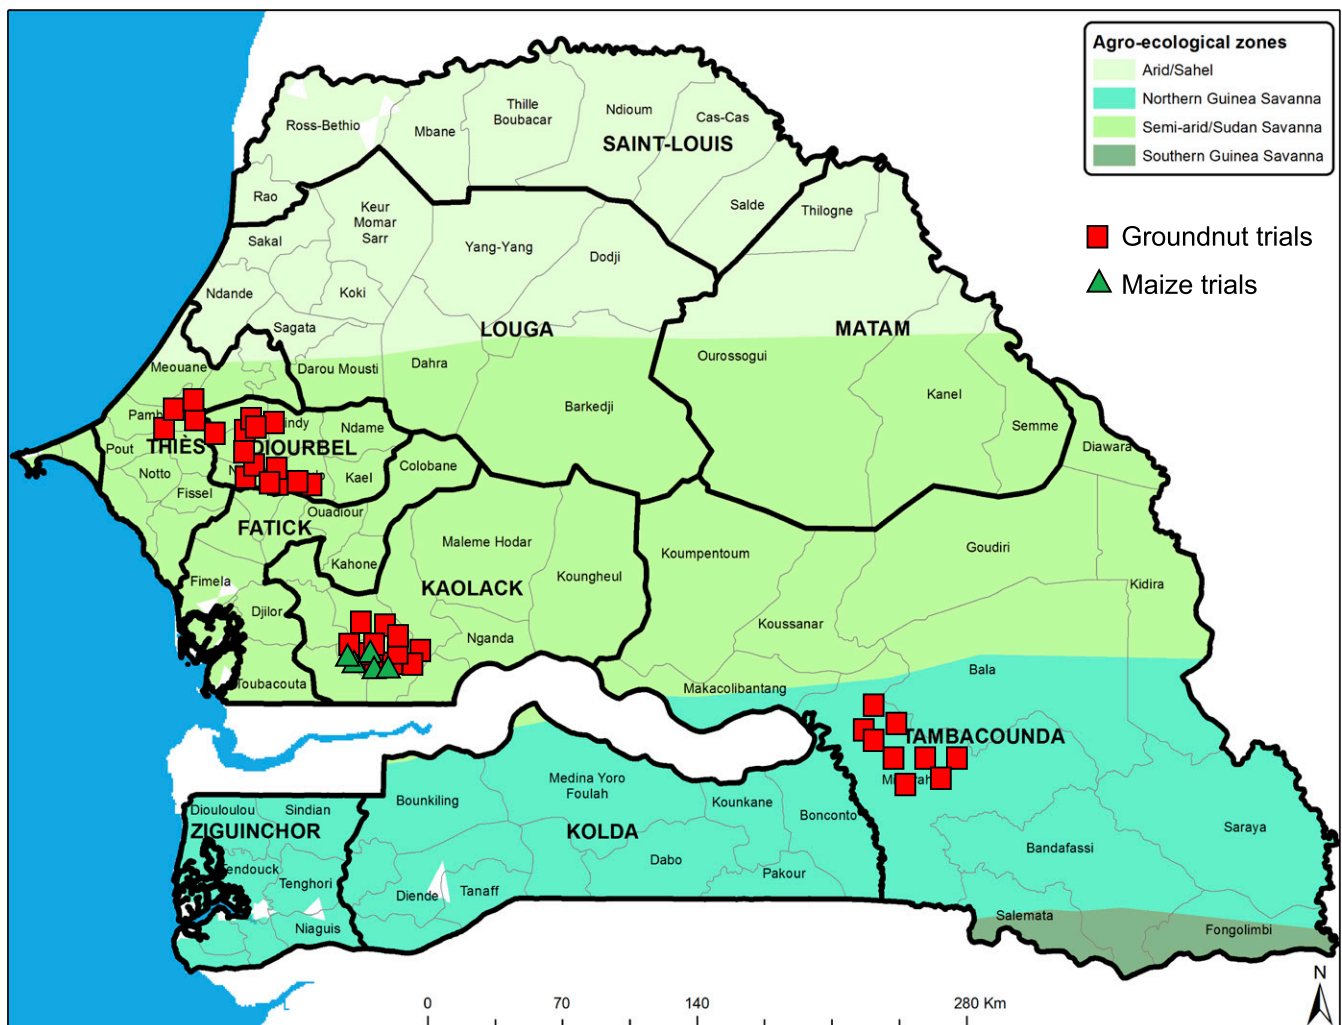 Agro-ecological zones
Arid/Sahel
Northern Guinea Savanna
Semi-arid/Sudan Savanna
Southern Guinea Savanna
Groundnut trials
Maize trials
Ross-Bethio
Mbane
Thille
Boubacar
Ndioum
Cas-Cas
SAINT-LOUIS
Rao
Keur
Momar
Sarr
Salde
Thilogne
Sakal
Yang-Yang
Dodji
Ndande
Koki
Sagata
LOUGA
MATAM
Meouane
Darou Mousti
Dahra
Ourossogui
Kanel
Barkedji
Semme
Pamb
indy
Ndame
Diawara
Pout
THIÈS
DIOURBEL
Notto
N
Kael
Colobane
Fissel
Ouadiour
FATICK
Maleme Hodar
Koumpentoum
Goudiri
Kahone
Koungheul
Fimela
KAOLACK
Kidira
Djilor
Nganda
Koussanar
Toubacouta
Makacolibantang
Bala
TAMBACOUNDA
Medina Yoro
Foulah
Bounkiling
Kounkane
Bonconto
Diouloulou
Sindian
ZIGUINCHOR
KOLDA
Saraya
Bandafassi
Dabo
Pakour
Tendouck
Tenghori
Diende
Tanaff
Niaguis
Salemata
Fongolimbi
N
0
70
140
280 Km